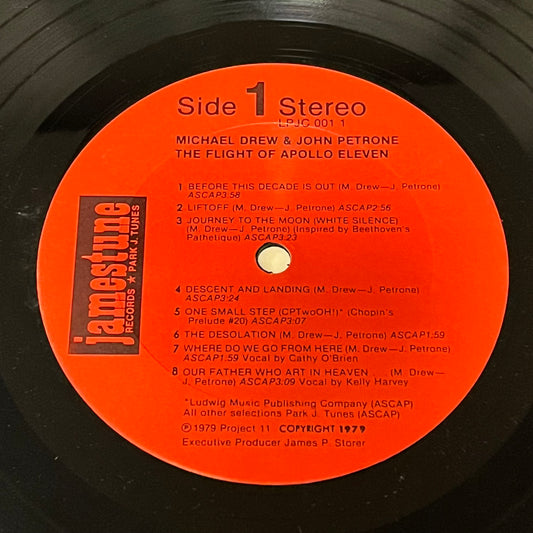 Side 1 Stereo
LPJC 001 1
MICHAEL DREW & JOHN PETRONE
THE FLIGHT OF APOLLO ELEVEN
1 BEFORE THIS DECADE IS OUT (M. Drew—J. Petrone)
ASCAP3:58
2 LIFTOFF (M. Drew—J. Petrone) ASCAP2:56
3 JOURNEY TO THE MOON (WHITE SILENCE)
(M. Drew—J. Petrone) (Inspired by Beethoven's
Pathetique) ASCAP3:23
4 DESCENT AND LANDING (M. Drew—J. Petrone)
ASCAP3:24
5 ONE SMALL STEP (CPTwoOH!)* (Chopin's
Prelude #20) ASCAP3:07
6 THE DESOLATION (M. Drew—J. Petrone) ASCAP1:59
7 WHERE DO WE GO FROM HERE (M. Drew—J. Petrone)
ASCAP1:59 Vocal by Cathy O'Brien
8 OUR FATHER WHO ART IN HEAVEN . . . (M. Drew—
J. Petrone) ASCAP3:09 Vocal by Kelly Harvey
*Ludwig Music Publishing Company (ASCAP)
All other selections Park J. Tunes (ASCAP)
℗ 1979 Project 11 COPYRIGHT 1979
Executive Producer James P. Storer
jamestune
RECORDS ★ PARK J. TUNES